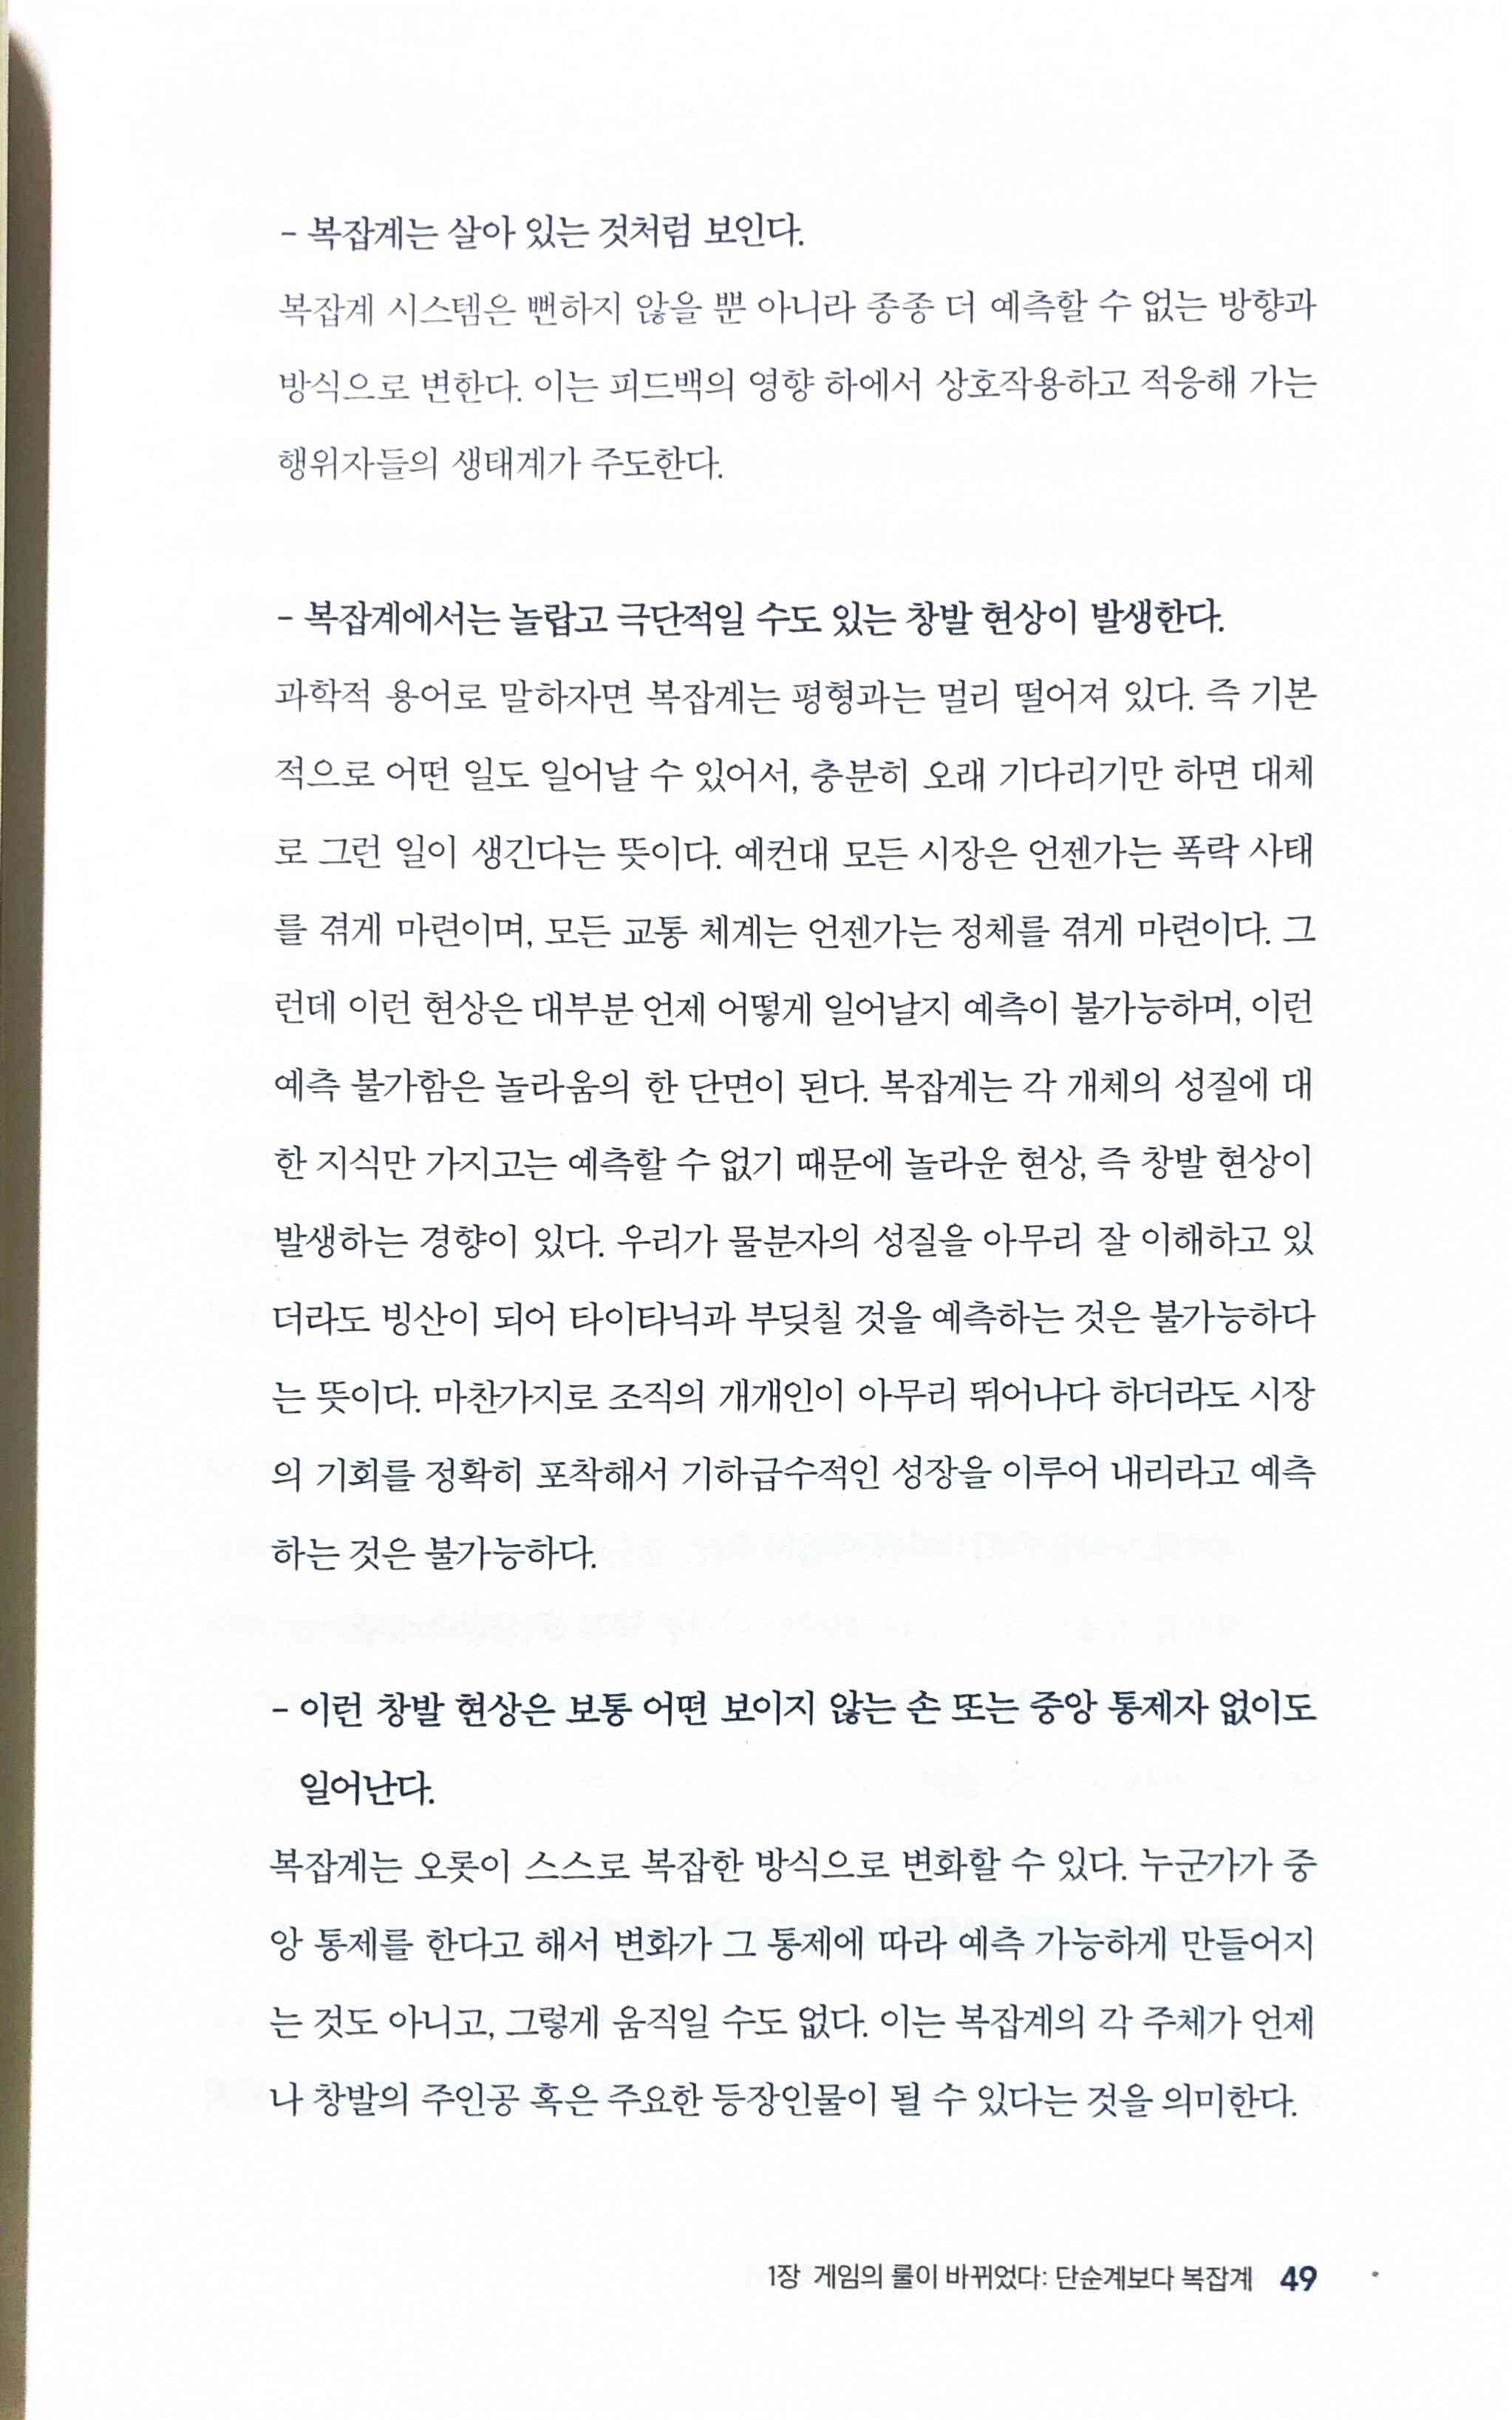 - 복잡계는 살아 있는 것처럼 보인다.
복잡계 시스템은 뻔하지 않을 뿐 아니라 종종 더 예측할 수 없는 방향과
방식으로 변한다. 이는 피드백의 영향 하에서 상호작용하고 적응해 가는
행위자들의 생태계가 주도한다.
- 복잡계에서는 놀랍고 극단적일 수도 있는 창발 현상이 발생한다.
과학적 용어로 말하자면 복잡계는 평형과는 멀리 떨어져 있다. 즉 기본
적으로 어떤 일도 일어날 수 있어서, 충분히 오래 기다리기만 하면 대체
로 그런 일이 생긴다는 뜻이다. 예컨대 모든 시장은 언젠가는 폭락 사태
를 겪게 마련이며, 모든 교통 체계는 언젠가는 정체를 겪게 마련이다. 그
런데 이런 현상은 대부분 언제 어떻게 일어날지 예측이 불가능하며, 이런
예측 불가함은 놀라움의 한 단면이 된다. 복잡계는 각 개체의 성질에 대
한 지식만 가지고는 예측할 수 없기 때문에 놀라운 현상, 즉 창발 현상이
발생하는 경향이 있다. 우리가 물분자의 성질을 아무리 잘 이해하고 있
더라도 빙산이 되어 타이타닉과 부딪칠 것을 예측하는 것은 불가능하다
는 뜻이다. 마찬가지로 조직의 개개인이 아무리 뛰어나다 하더라도 시장
의 기회를 정확히 포착해서 기하급수적인 성장을 이루어 내리라고 예측
하는 것은 불가능하다.
- 이런 창발 현상은 보통 어떤 보이지 않는 손 또는 중앙 통제자 없이도
일어난다.
복잡계는 오롯이 스스로 복잡한 방식으로 변화할 수 있다. 누군가가 중
앙 통제를 한다고 해서 변화가 그 통제에 따라 예측 가능하게 만들어지
는 것도 아니고, 그렇게 움직일 수도 없다. 이는 복잡계의 각 주체가 언제
나 창발의 주인공 혹은 주요한 등장인물이 될 수 있다는 것을 의미한다.
1장 게임의 룰이 바뀌었다: 단순계보다 복잡계 49